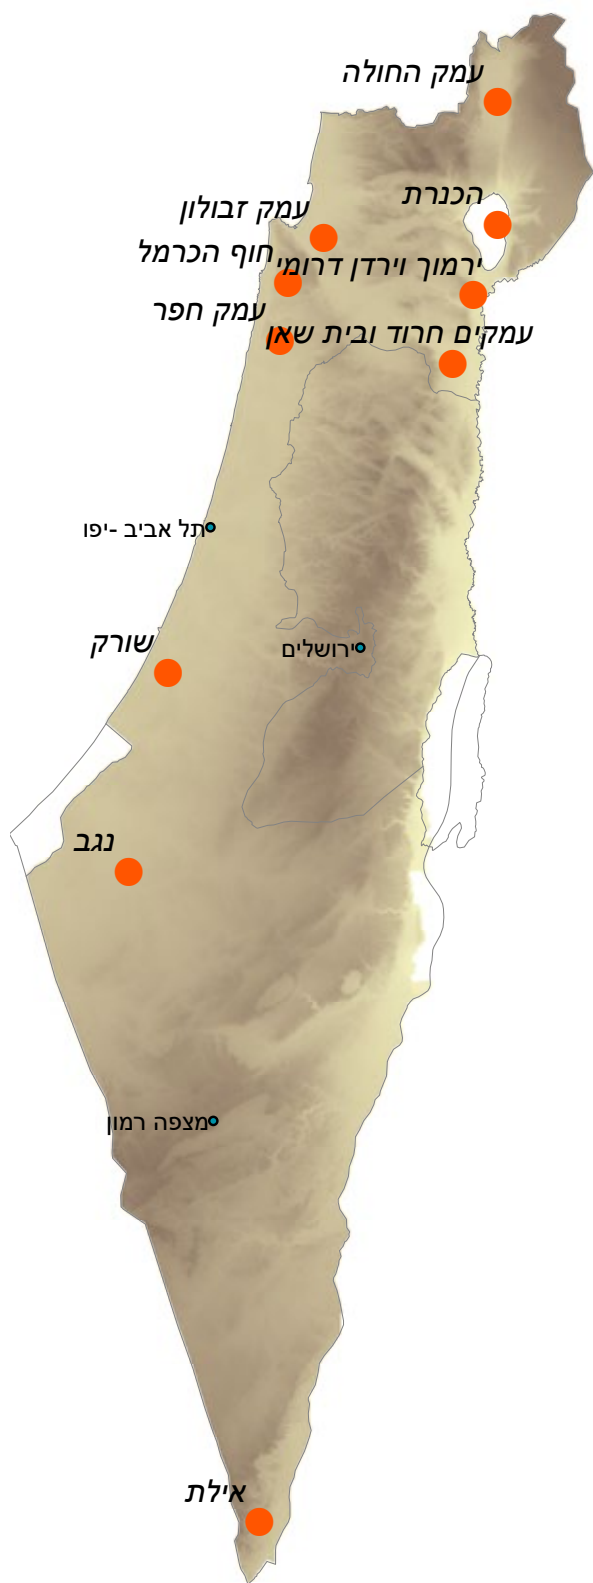 עמק החולה
הכנרת
עמק זבולון
חוף הכרמל
ירמוך וירדן דרומי
עמק חפר
עמקים חרוד ובית שאן
תל אביב -יפו
שורק
ירושלים
נגב
מצפה רמון
אילת